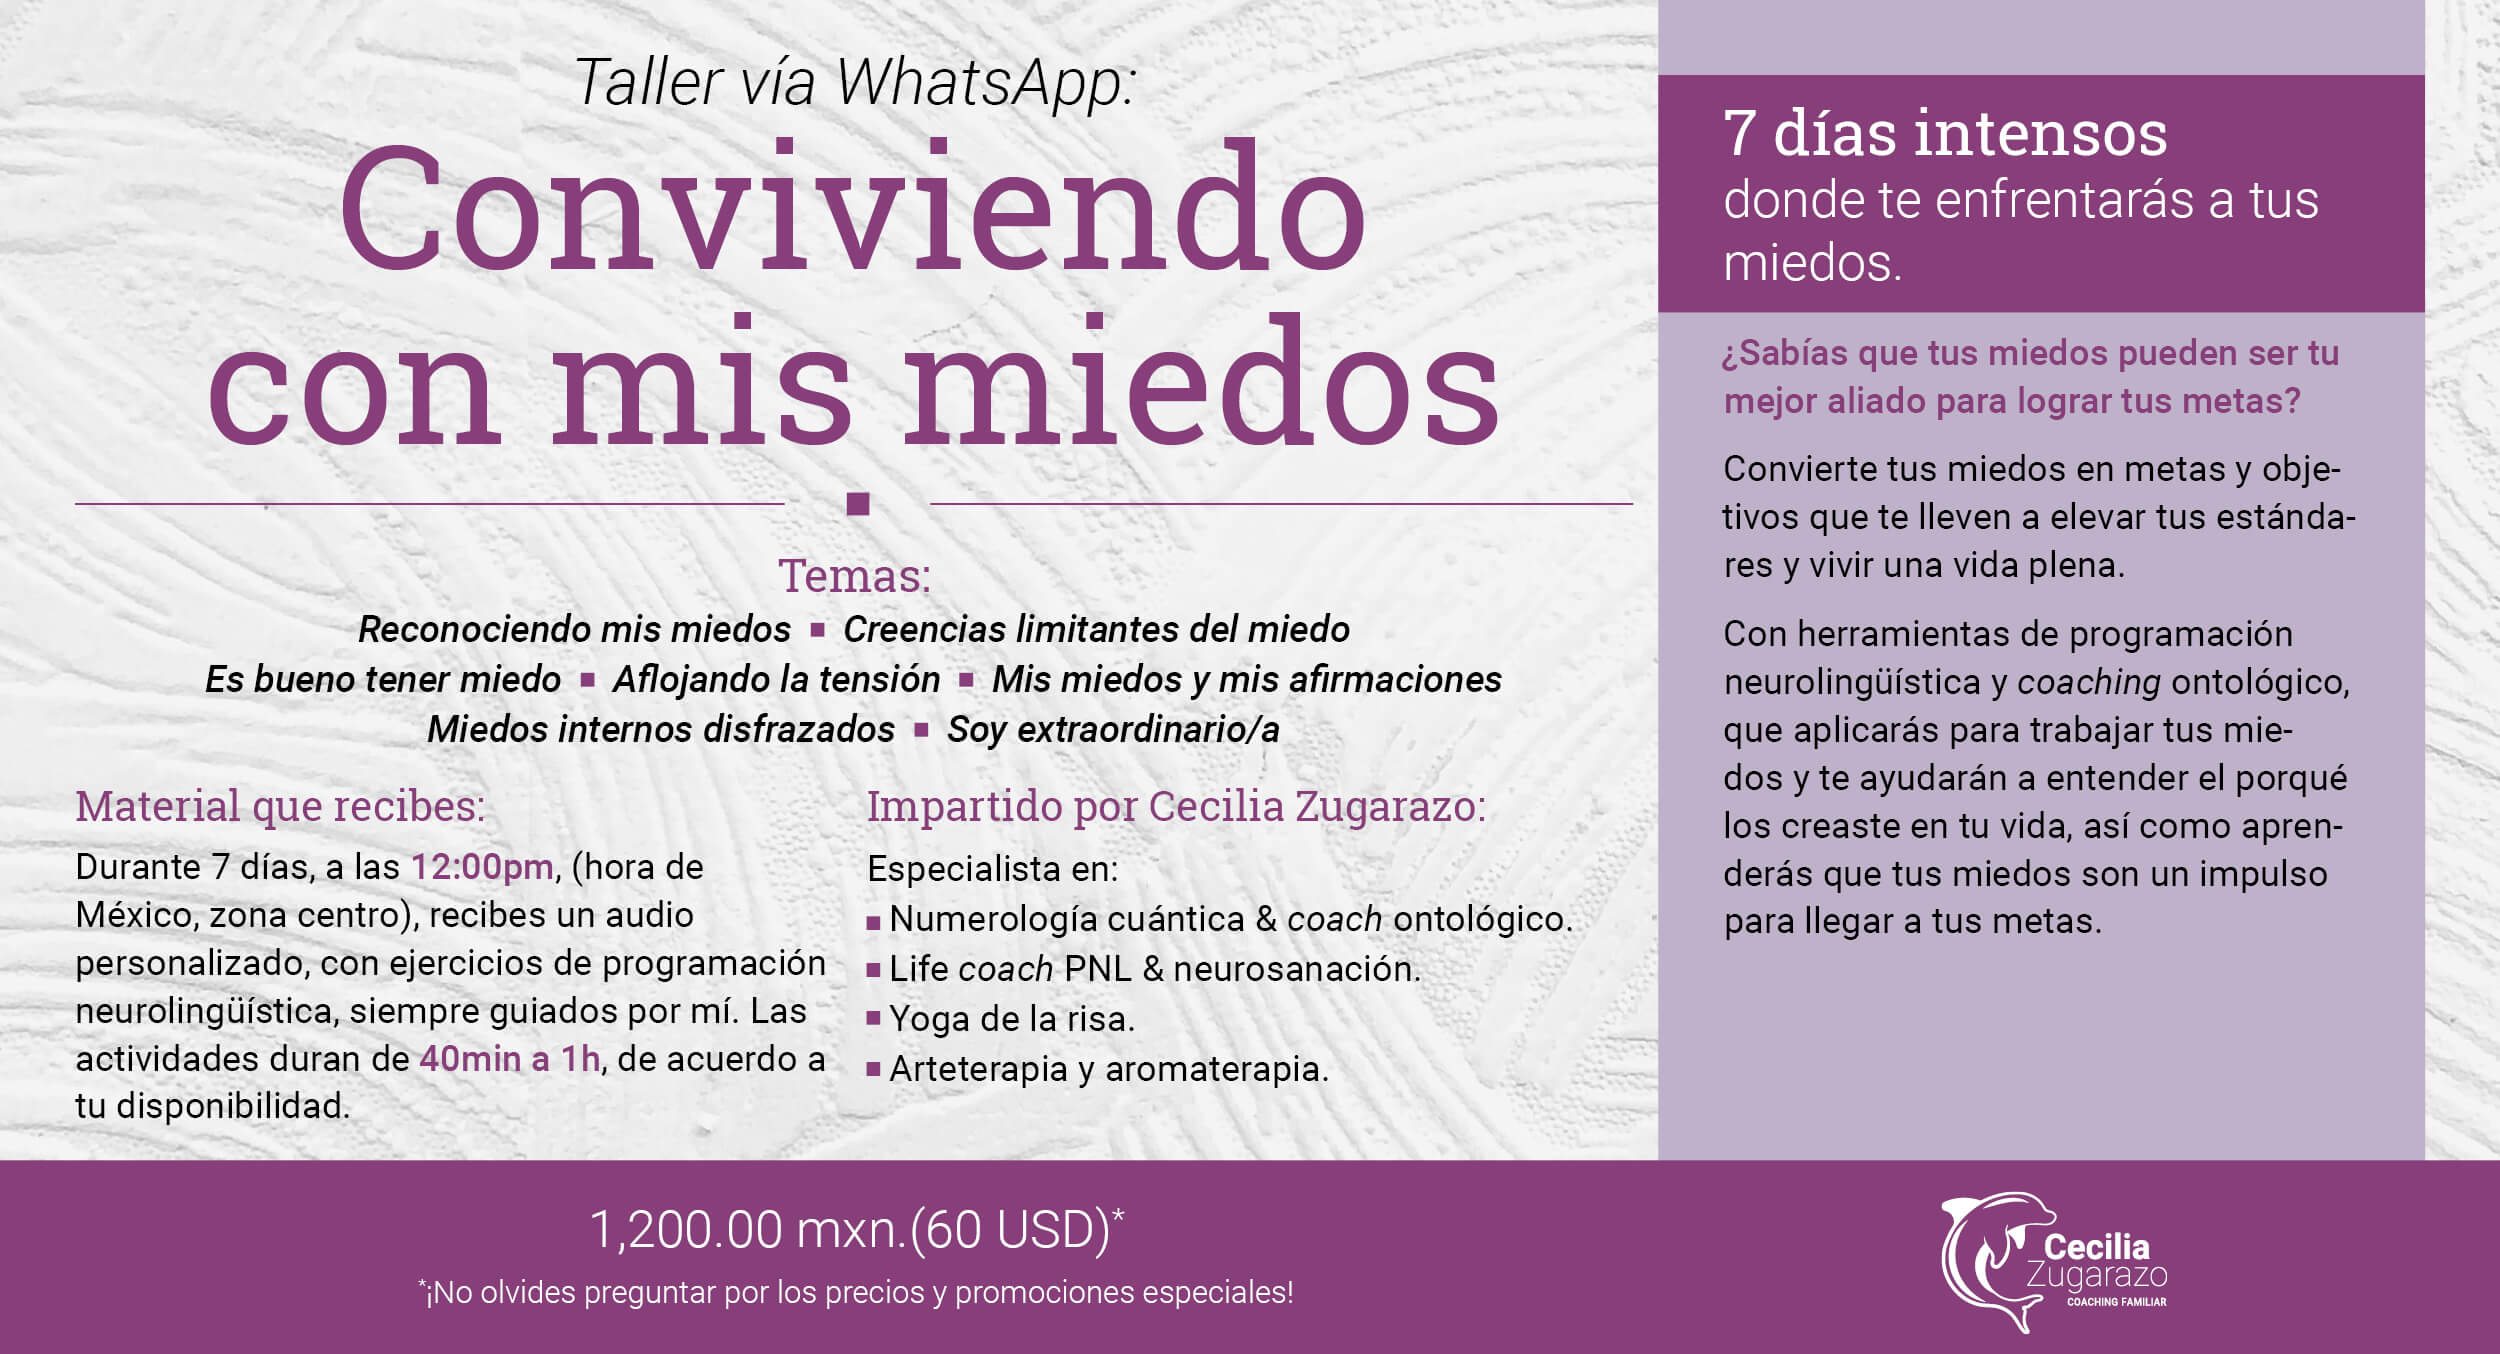 Taller vía WhatsApp:
Conviviendo
con mis miedos
Temas:
Reconociendo mis miedos ▪ Creencias limitantes del miedo
Es bueno tener miedo ▪ Aflojando la tensión ▪ Mis miedos y mis afirmaciones
Miedos internos disfrazados ▪ Soy extraordinario/a
Material que recibes:
Durante 7 días, a las 12:00pm, (hora de
México, zona centro), recibes un audio
personalizado, con ejercicios de programación
neurolingüística, siempre guiados por mí. Las
actividades duran de 40min a 1h, de acuerdo a
tu disponibilidad.
Impartido por Cecilia Zugarazo:
Especialista en:
▪ Numerología cuántica & coach ontológico.
▪ Life coach PNL & neurosanación.
▪ Yoga de la risa.
▪ Arteterapia y aromaterapia.
7 días intensos
donde te enfrentarás a tus
miedos.
¿Sabías que tus miedos pueden ser tu
mejor aliado para lograr tus metas?
Convierte tus miedos en metas y obje-
tivos que te lleven a elevar tus estánda-
res y vivir una vida plena.
Con herramientas de programación
neurolingüística y coaching ontológico,
que aplicarás para trabajar tus mie-
dos y te ayudarán a entender el porqué
los creaste en tu vida, así como apren-
derás que tus miedos son un impulso
para llegar a tus metas.
1,200.00 mxn.(60 USD)*
*¡No olvides preguntar por los precios y promociones especiales!
Cecilia
Zugarazo
COACHING FAMILIAR